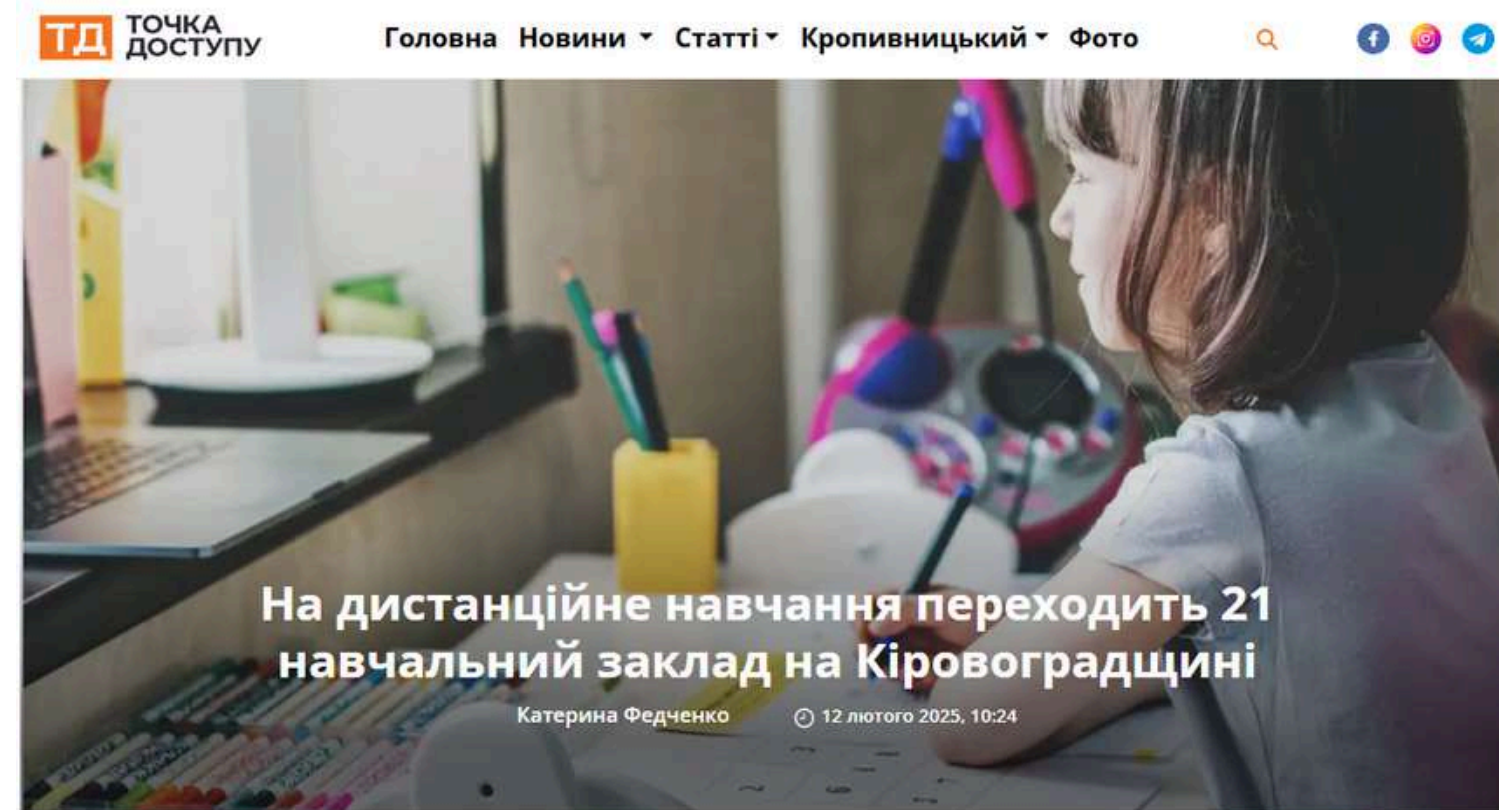 ТД ТОЧКА ДОСТУПУ
Головна Новини Статті Кропивницький Фото
На дистанційне навчання переходить 21
навчальний заклад на Кіровоградщині
Катерина Федченко 12 лютого 2025, 10:24